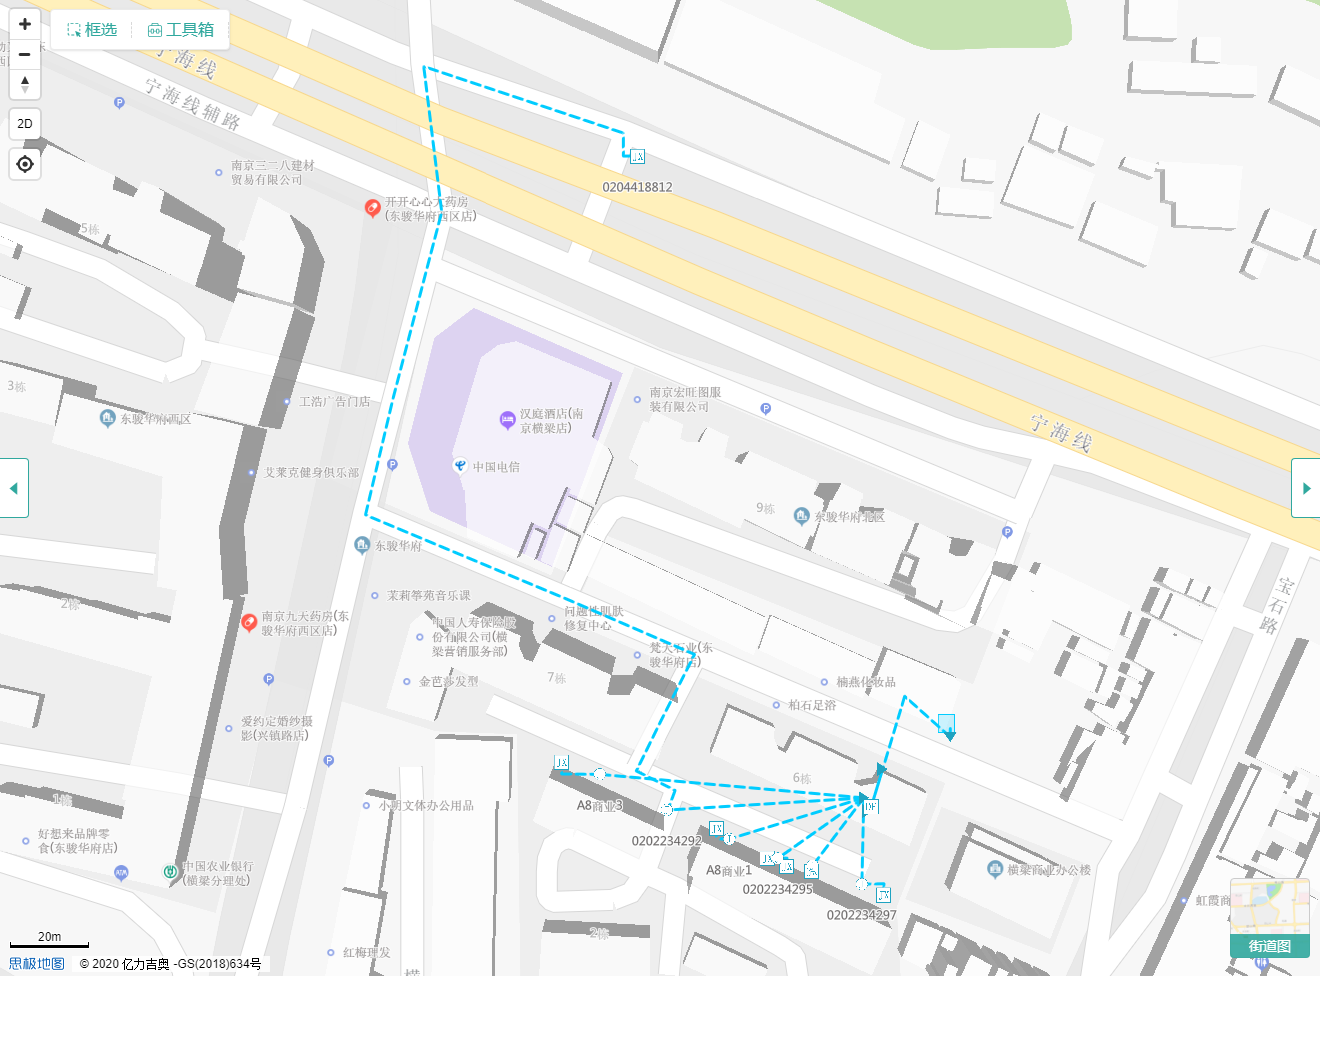 框选
工具箱
2D
宁海线
宁海线辅路
南京三二八建材
贸易有限公司
开开心心大药房
(东骏华府西区店)
JX
0204418812
5栋
3栋
工浩广告门店
东骏华府西区
艾莱克健身俱乐部
汉庭酒店(南
京横梁店)
中国电信
南京宏旺图服
装有限公司
宁海线
9栋
东骏华府北区
东骏华府
宝石路
茉莉筝苑音乐课
2栋
南京九天药房(东
骏华府西区店)
中国人寿保险股
份有限公司(横
梁营销服务部)
问题性肌肤
修复中心
梵天石业(东
骏华府店)
金芭莎发型
7栋
楠燕化妆品
柏石足浴
爱约定婚纱摄
影(兴镇路店)
JX
6栋
1栋
小明文体办公用品
A8商业3
DF
好想来品牌零
食(东骏华府店)
0202234292
JX
JX
JX
A8商业1
中国农业银行
(横梁分理处)
横梁商业办公楼
0202234295
JX
0202234297
虹霞商
2栋
20m
红梅理发
街道图
思极地图
© 2020 亿力吉奥 -GS(2018)634号
横